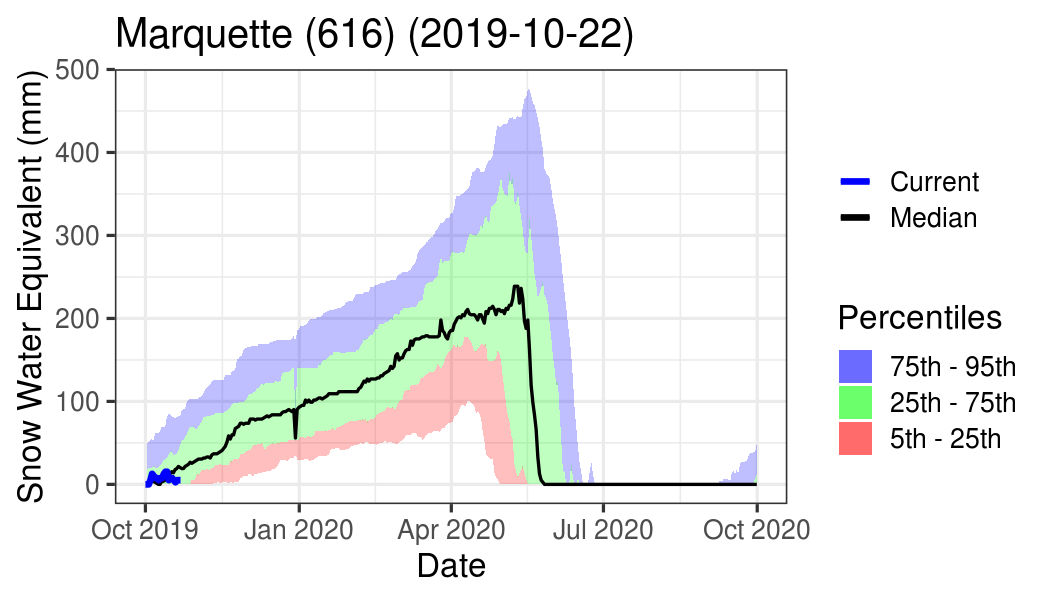 Marquette (616) (2019-10-22)
Snow Water Equivalent (mm)
500
400
300
200
100
0
Oct 2019
Jan 2020
Apr 2020
Jul 2020
Oct 2020
Date
Current
Median
Percentiles
75th - 95th
25th - 75th
5th - 25th